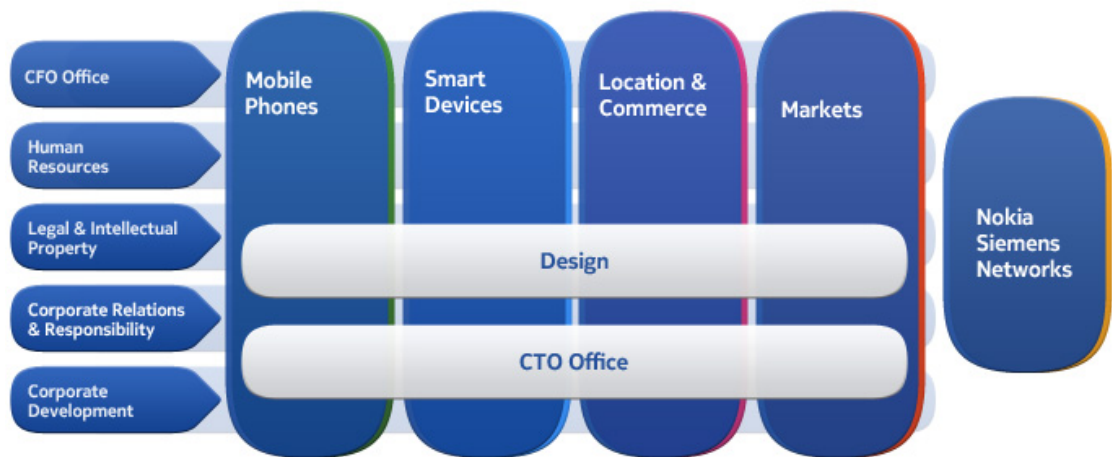 CFO Office
Human
Resources
Legal & Intellectual
Property
Corporate Relations
& Responsibility
Corporate
Development
Mobile
Phones
Smart
Devices
Location &
Commerce
Markets
Design
CTO Office
Nokia
Siemens
Networks